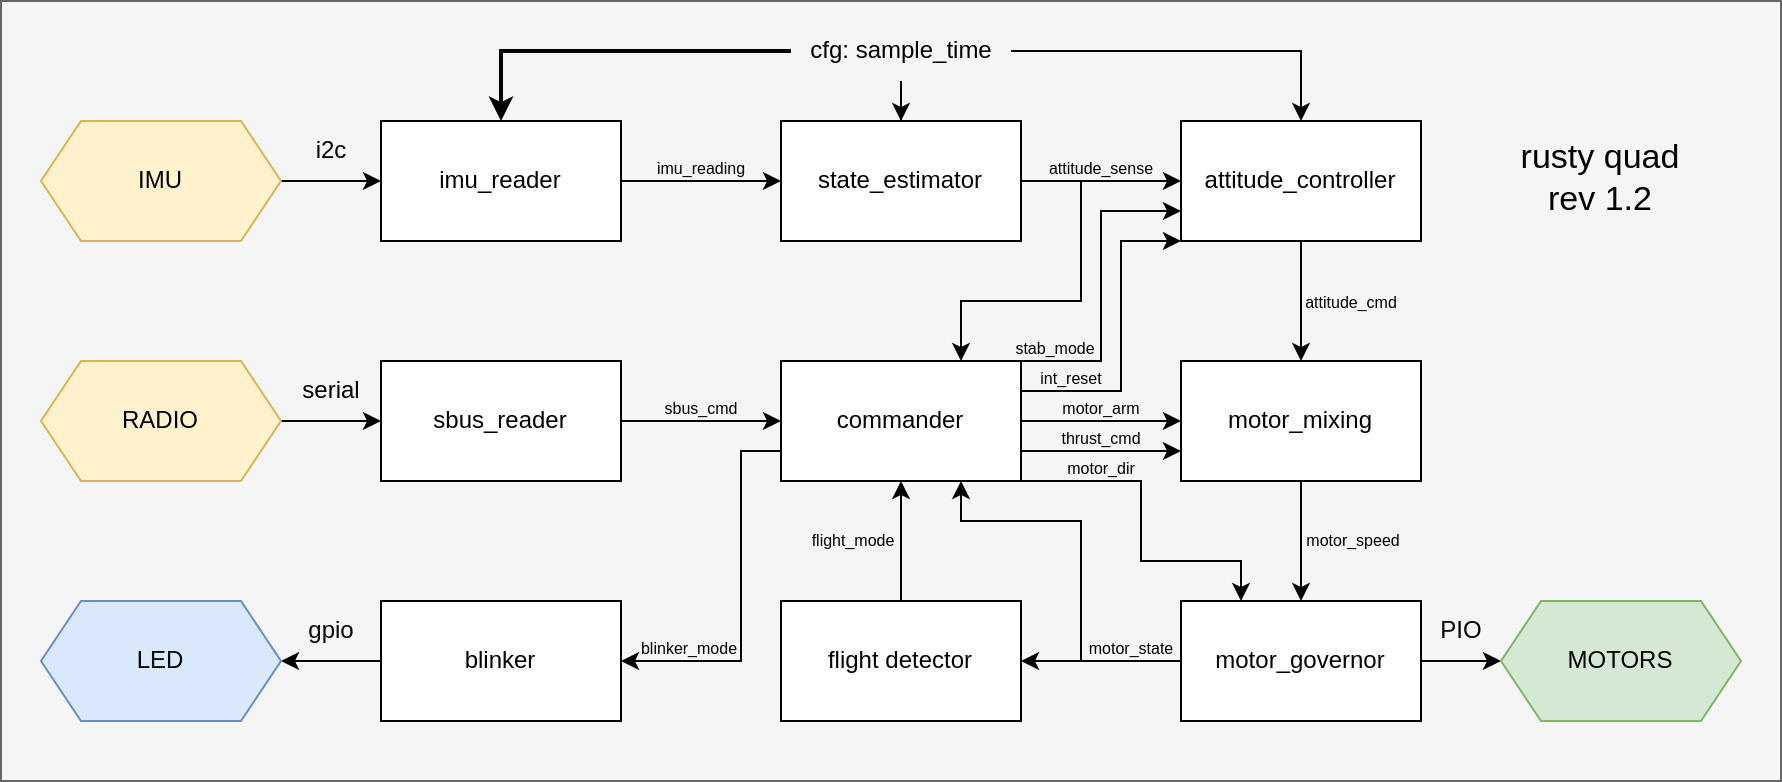 cfg: sample_time
IMU
i2c
imu_reader
imu_reading
state_estimator
attitude_sense
attitude_controller
rusty quad
rev 1.2
attitude_cmd
RADIO
serial
sbus_reader
sbus_cmd
commander
stab_mode
int_reset
motor_arm
thrust_cmd
motor_dir
motor_mixing
flight_mode
motor_speed
LED
gpio
blinker
blinker_mode
flight detector
motor_state
motor_governor
PIO
MOTORS